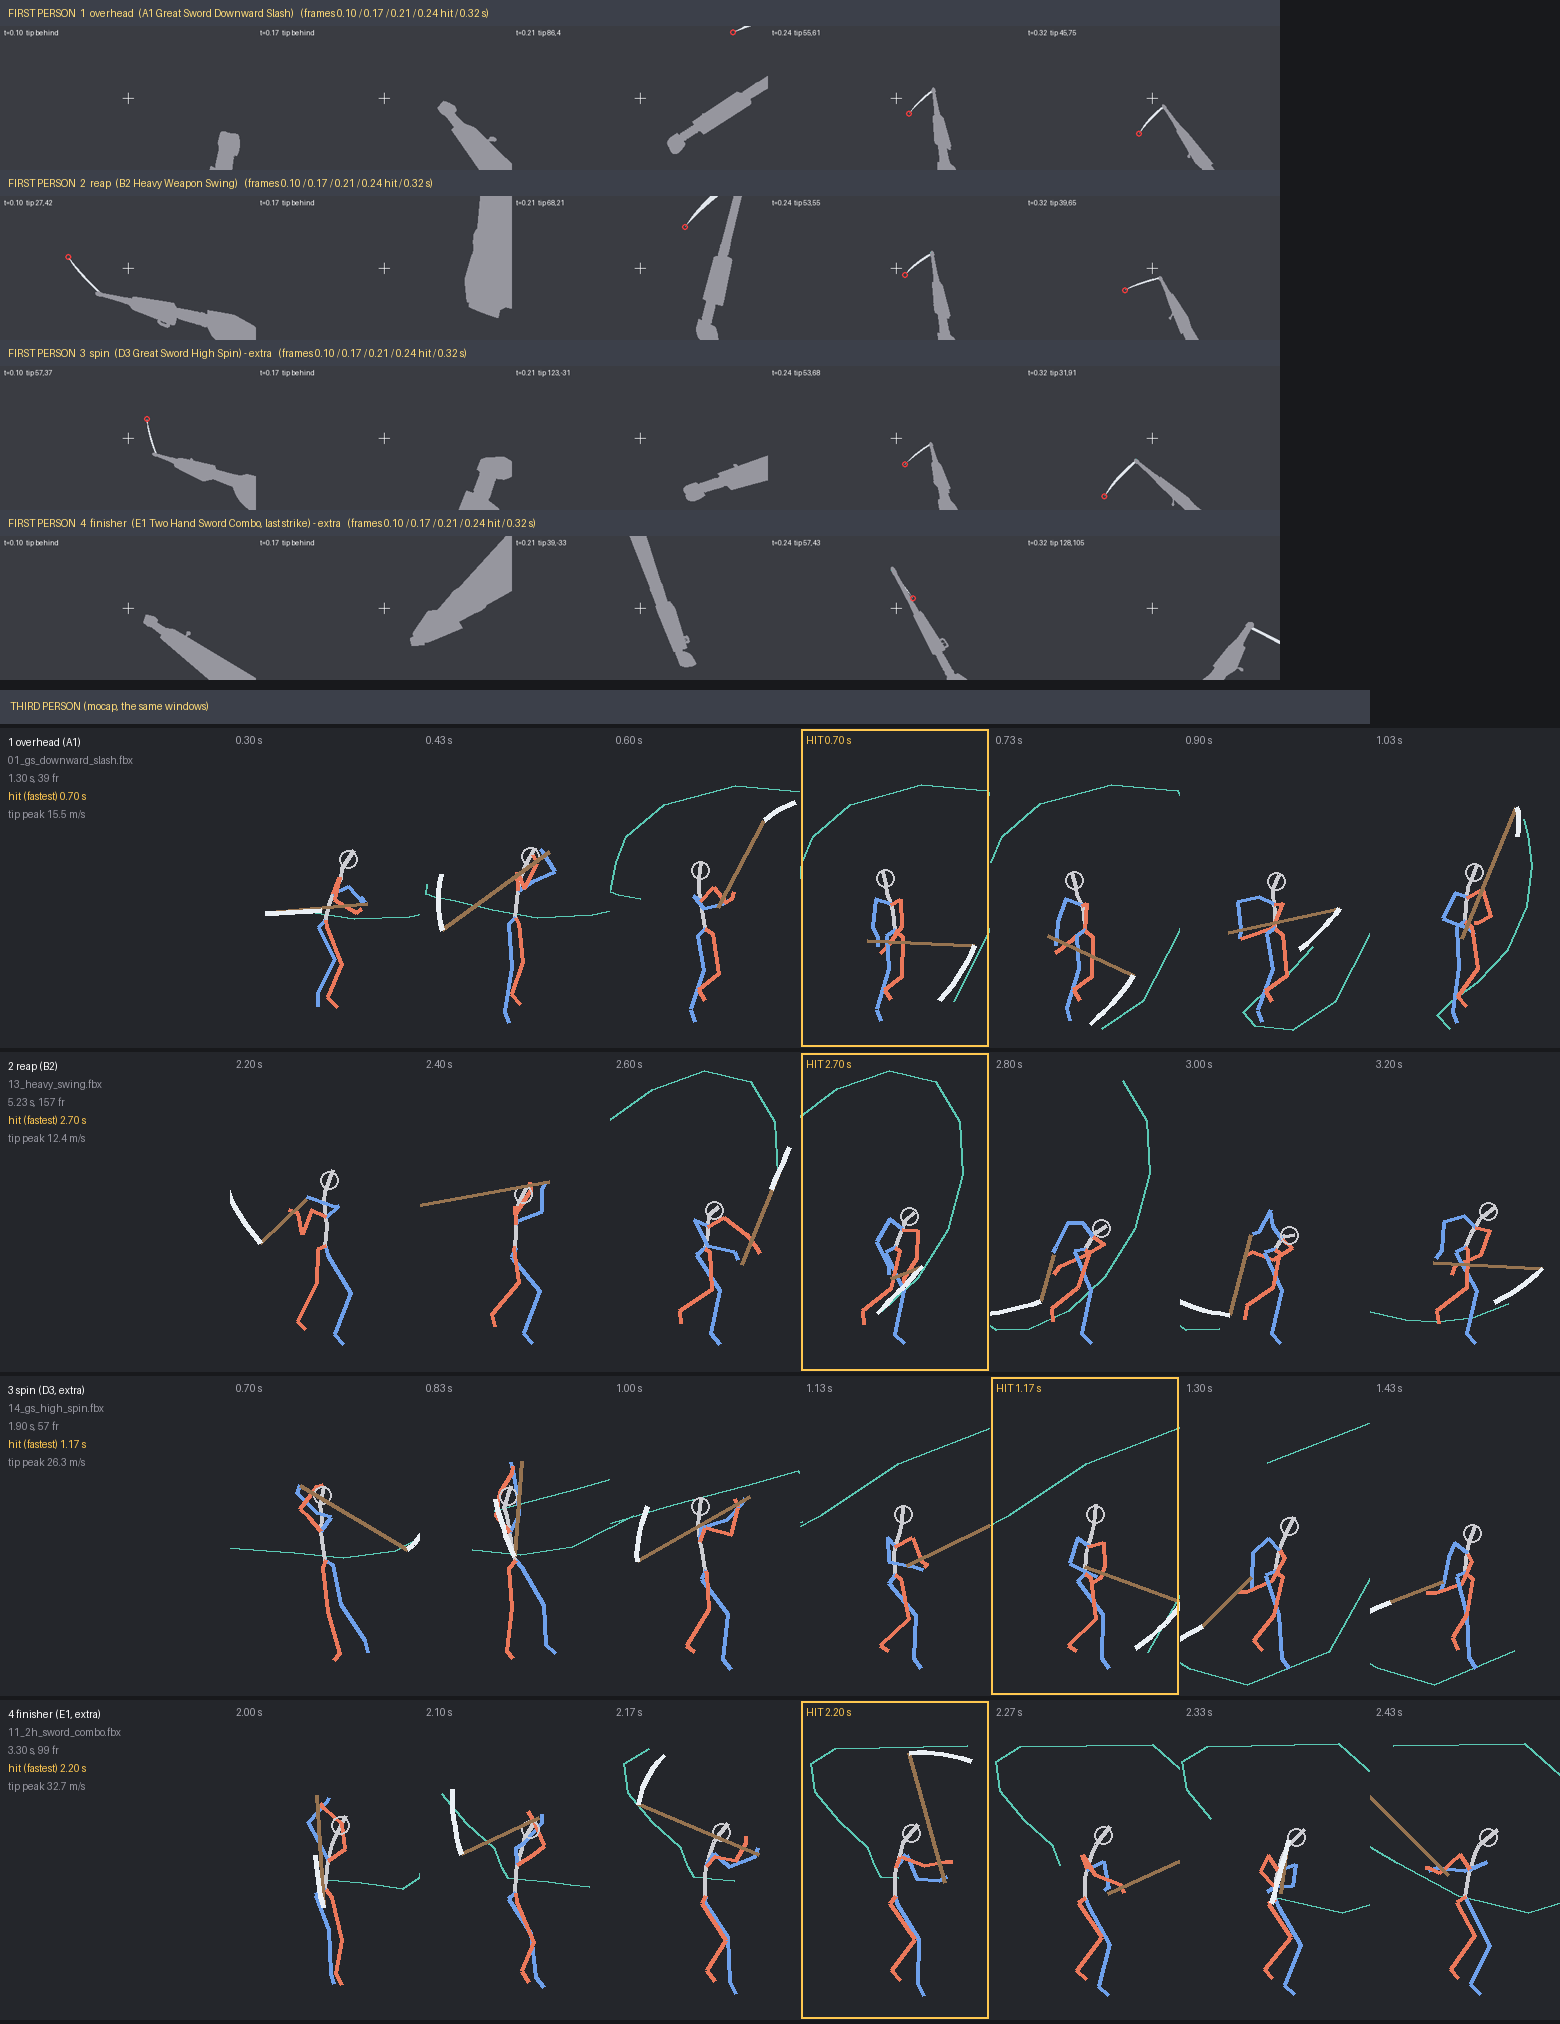 FIRST PERSON 1 overhead (A1 Great Sword Downward Slash) (frames 0.10 / 0.17 / 0.21 / 0.24 hit / 0.32 s)
t=0.10 tip behind
t=0.17 tip behind
t=0.21 tip 86,4
t=0.24 tip 55,61
t=0.32 tip 45,75
FIRST PERSON 2 reap (B2 Heavy Weapon Swing) (frames 0.10 / 0.17 / 0.21 / 0.24 hit / 0.32 s)
t=0.10 tip 27,42
t=0.17 tip behind
t=0.21 tip 68,21
t=0.24 tip 53,55
t=0.32 tip 39,65
FIRST PERSON 3 spin (D3 Great Sword High Spin) - extra (frames 0.10 / 0.17 / 0.21 / 0.24 hit / 0.32 s)
t=0.10 tip 57,37
t=0.17 tip behind
t=0.21 tip 123,-31
t=0.24 tip 53,68
t=0.32 tip 31,91
FIRST PERSON 4 finisher (E1 Two Hand Sword Combo, last strike) - extra (frames 0.10 / 0.17 / 0.21 / 0.24 hit / 0.32 s)
t=0.10 tip behind
t=0.17 tip behind
t=0.21 tip 39,-33
t=0.24 tip 57,43
t=0.32 tip 128,105
THIRD PERSON (mocap, the same windows)
1 overhead (A1)
01_gs_downward_slash.fbx
1.30 s, 39 fr
hit (fastest) 0.70 s
tip peak 15.5 m/s
0.30 s
0.43 s
0.60 s
HIT 0.70 s
0.73 s
0.90 s
1.03 s
2 reap (B2)
13_heavy_swing.fbx
5.23 s, 157 fr
hit (fastest) 2.70 s
tip peak 12.4 m/s
2.20 s
2.40 s
2.60 s
HIT 2.70 s
2.80 s
3.00 s
3.20 s
3 spin (D3, extra)
14_gs_high_spin.fbx
1.90 s, 57 fr
hit (fastest) 1.17 s
tip peak 26.3 m/s
0.70 s
0.83 s
1.00 s
1.13 s
HIT 1.17 s
1.30 s
1.43 s
4 finisher (E1, extra)
11_2h_sword_combo.fbx
3.30 s, 99 fr
hit (fastest) 2.20 s
tip peak 32.7 m/s
2.00 s
2.10 s
2.17 s
HIT 2.20 s
2.27 s
2.33 s
2.43 s